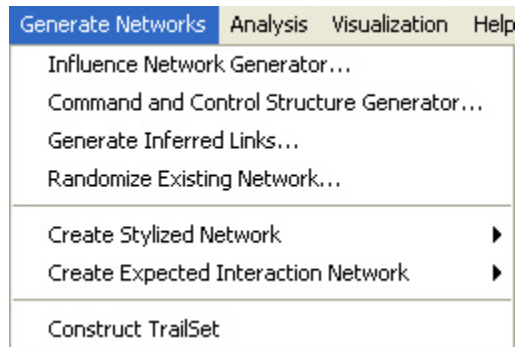 Generate Networks Analysis Visualization Help
Influence Network Generator...
Command and Control Structure Generator...
Generate Inferred Links...
Randomize Existing Network...
Create Stylized Network
Create Expected Interaction Network
Construct TrailSet